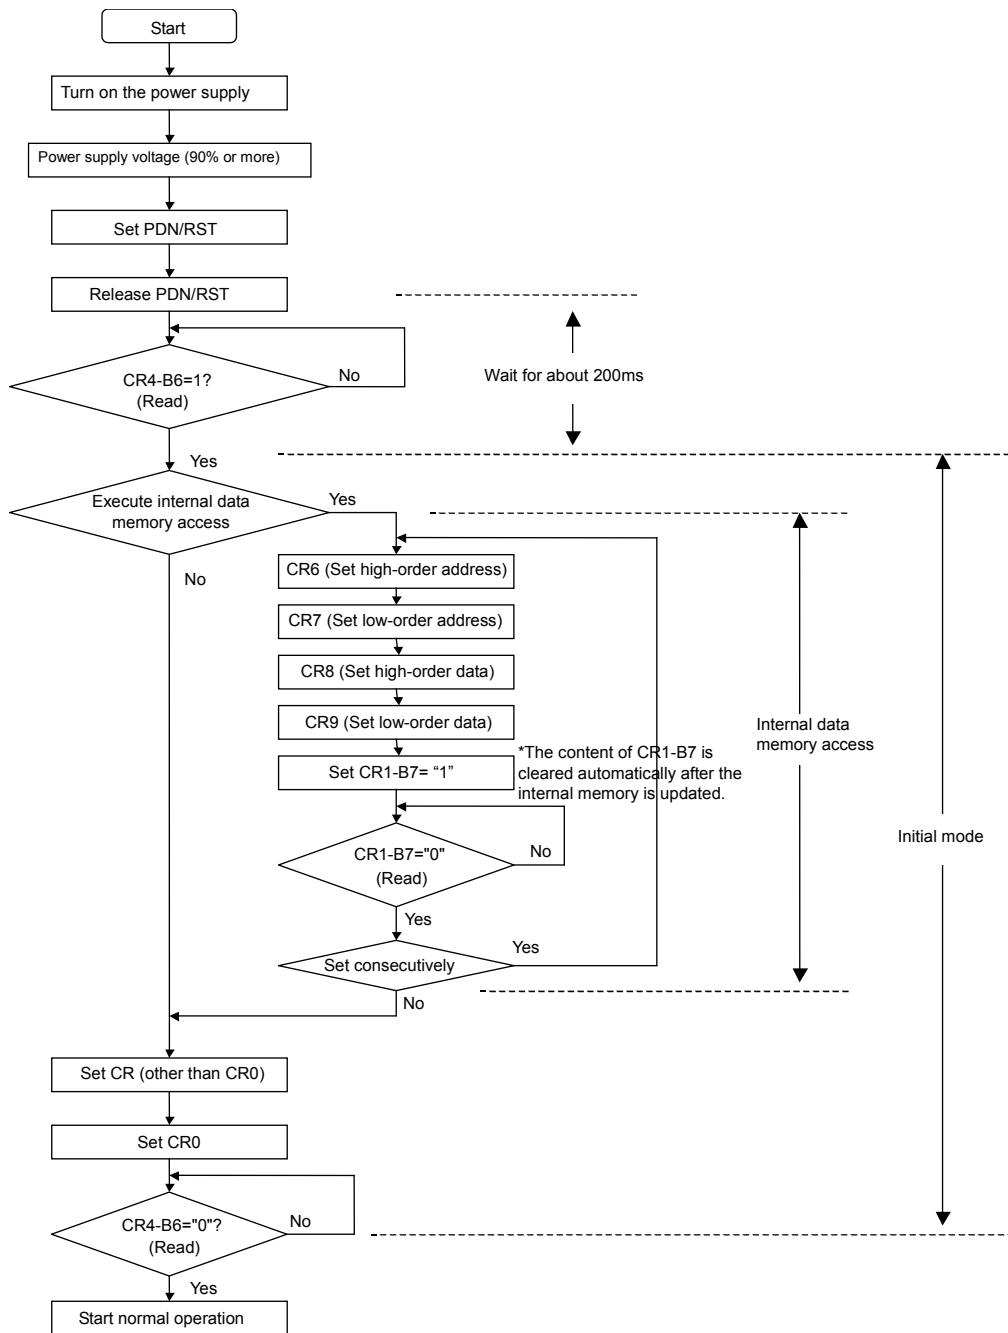 Start
Turn on the power supply
Power supply voltage (90% or more)
Set PDN/RST
Release PDN/RST
CR4-B6=1?
(Read)
No
Wait for about 200ms
Yes
Execute internal data
memory access
Yes
No
CR6 (Set high-order address)
CR7 (Set low-order address)
CR8 (Set high-order data)
CR9 (Set low-order data)
Set CR1-B7= “1”
*The content of CR1-B7 is
cleared automatically after the
internal memory is updated.
Internal data
memory access
Initial mode
CR1-B7="0"
(Read)
No
Yes
Set consecutively
Yes
No
Set CR (other than CR0)
Set CR0
CR4-B6="0"?
(Read)
No
Yes
Start normal operation